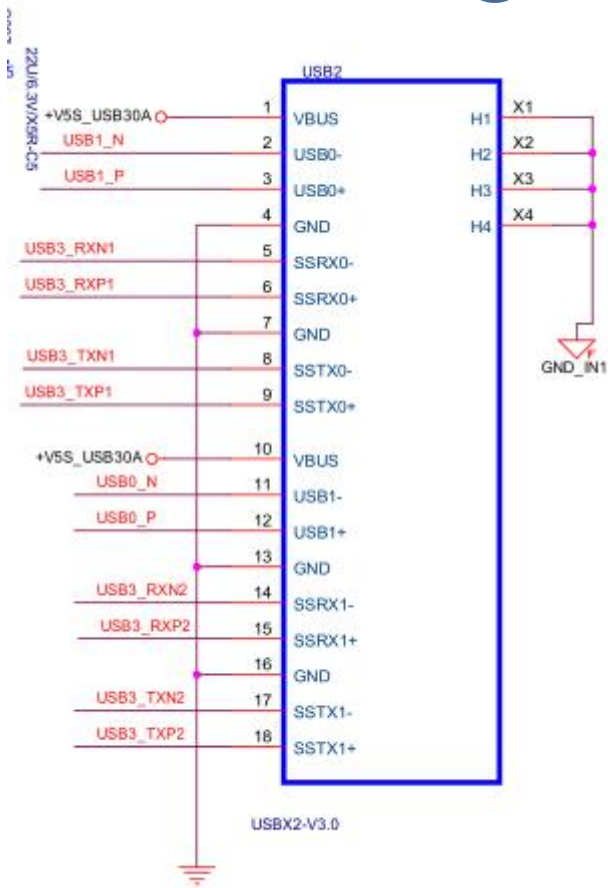 22U/6.3V/X5R-C5
USB2
+V5S_USB30A 1 VBUS H1 X1
USB1_N 2 USB0- H2 X2
USB1_P 3 USB0+ H3 X3
4 GND H4 X4
USB3_RXN1 5 SSRX0-
USB3_RXP1 6 SSRX0+
7 GND
USB3_TXN1 8 SSTX0-
GND_IN1
USB3_TXP1 9 SSTX0+
+V5S_USB30A 10 VBUS
USB0_N 11 USB1-
USB0_P 12 USB1+
13 GND
USB3_RXN2 14 SSRX1-
USB3_RXP2 15 SSRX1+
16 GND
USB3_TXN2 17 SSTX1-
USB3_TXP2 18 SSTX1+
USBX2-V3.0